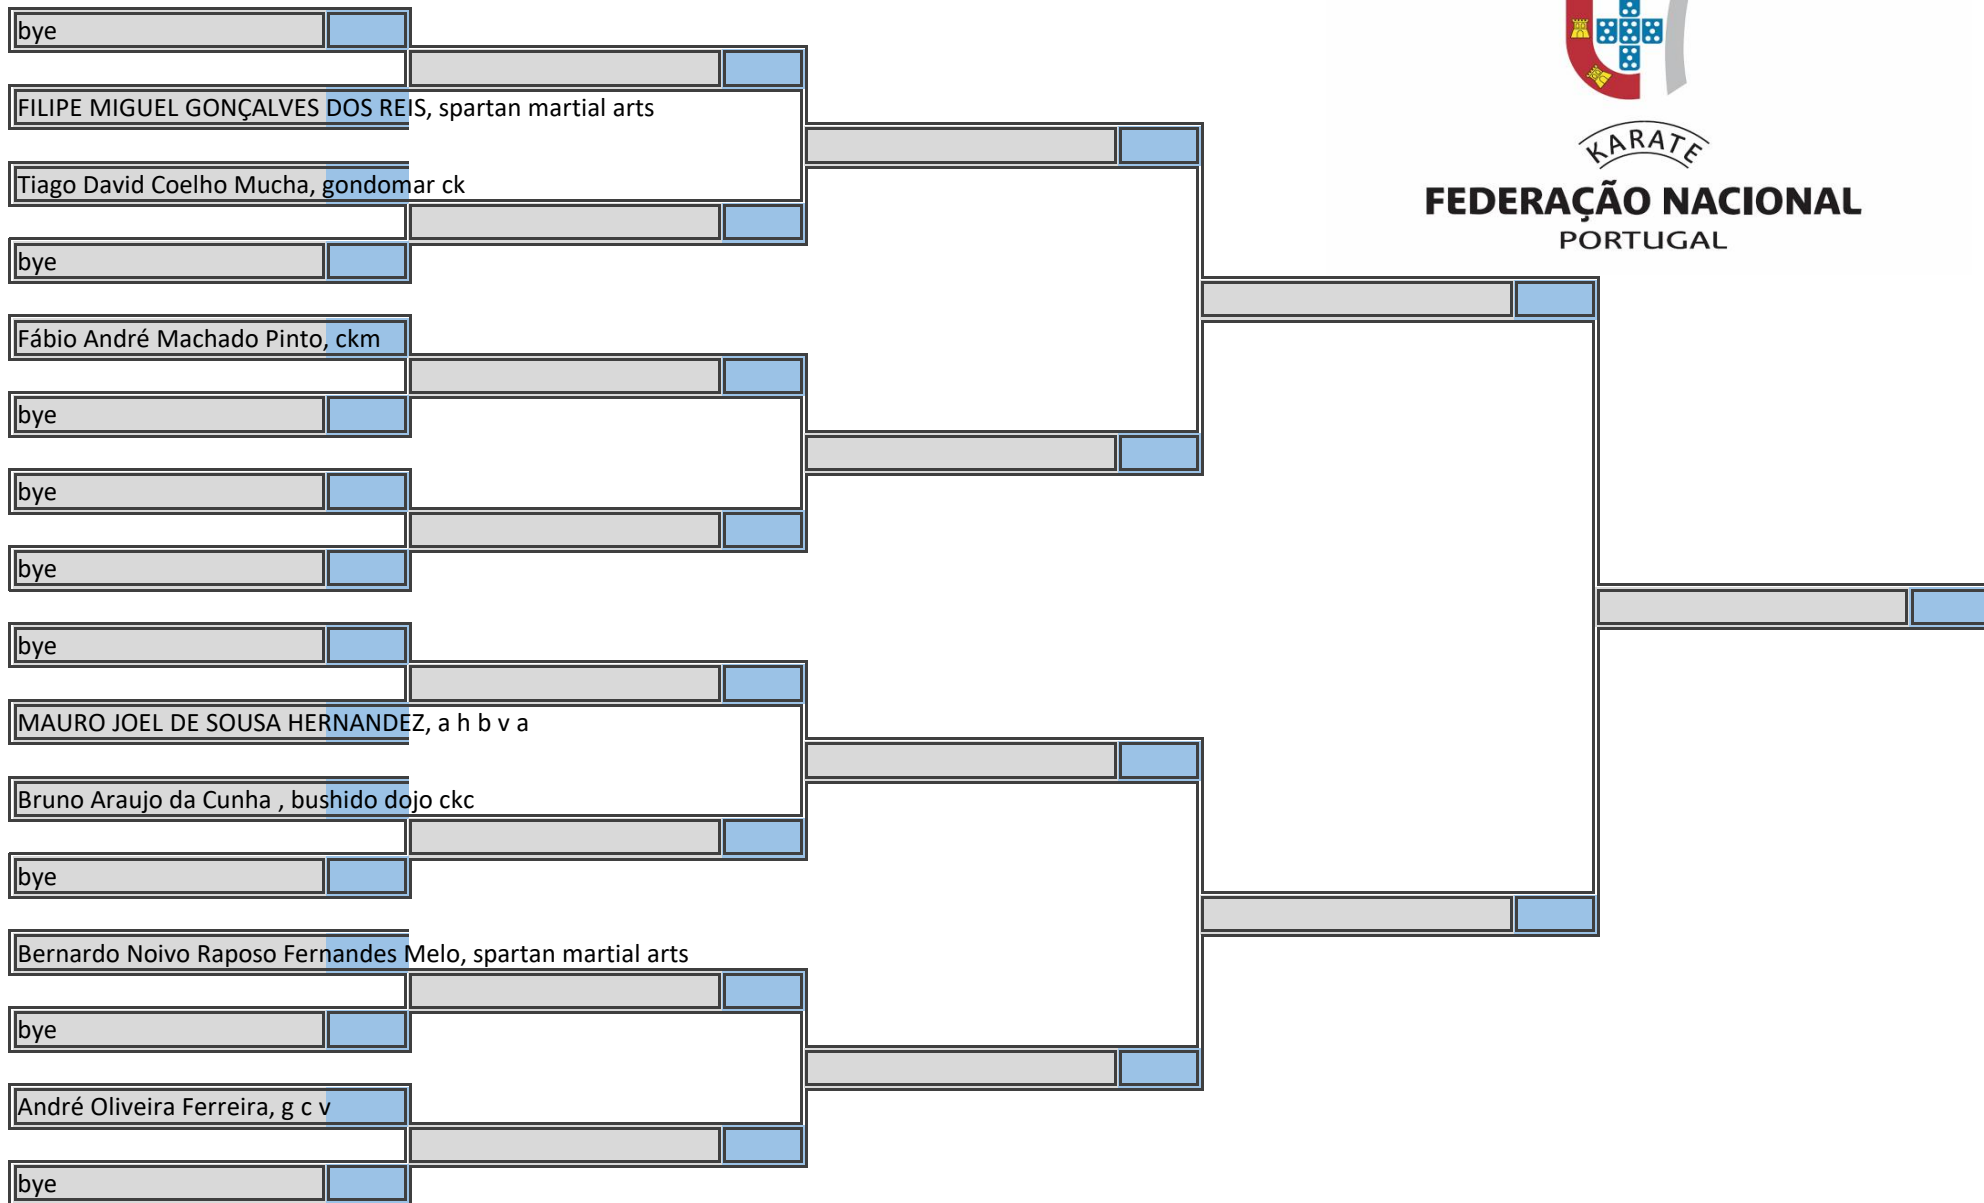 bye
FILIPE MIGUEL GONÇALVES DOS REIS, spartan martial arts
Tiago David Coelho Mucha, gondomar ck
bye
Fábio André Machado Pinto, ckm
bye
bye
bye
bye
MAURO JOEL DE SOUSA HERNANDEZ, a h b v a
Bruno Araujo da Cunha , bushido dojo ckc
bye
Bernardo Noivo Raposo Fernandes Melo, spartan martial arts
bye
André Oliveira Ferreira, g c v
bye
KARATE
FEDERAÇÃO NACIONAL
PORTUGAL